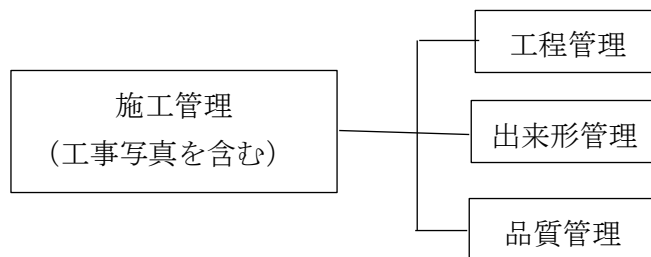 施工管理
（工事写真を含む）
工程管理
出来形管理
品質管理